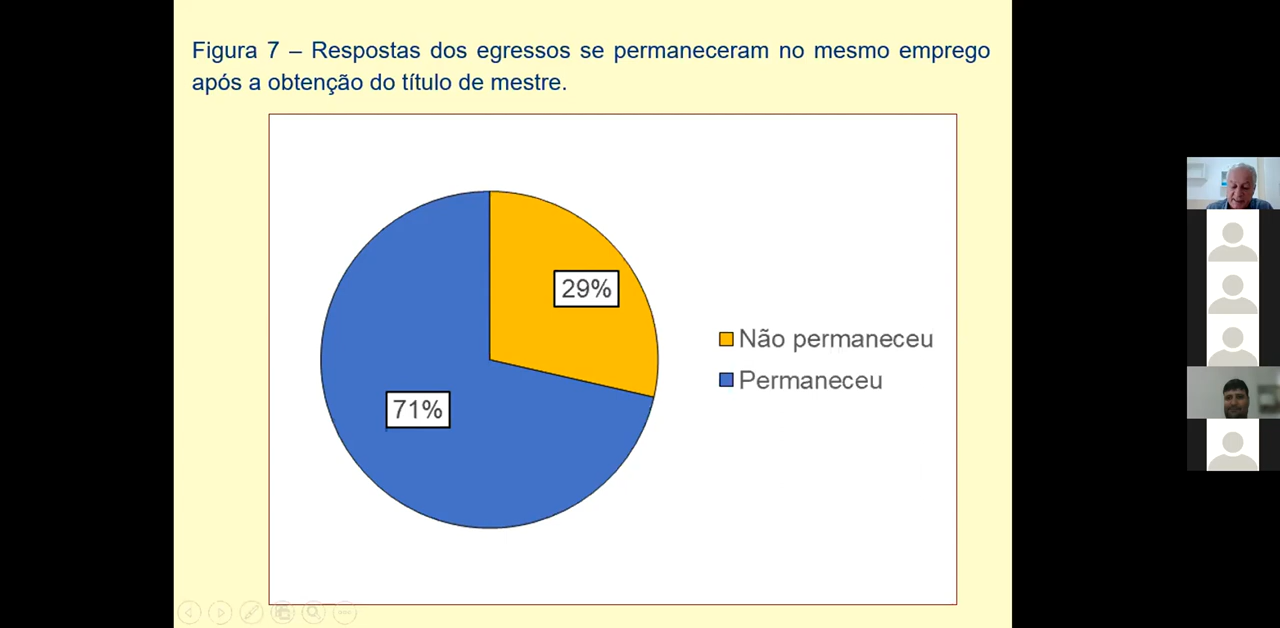 Figura 7 – Respostas dos egressos se permaneceram no mesmo emprego
após a obtenção do título de mestre.
29%
Não permaneceu
Permaneceu
71%